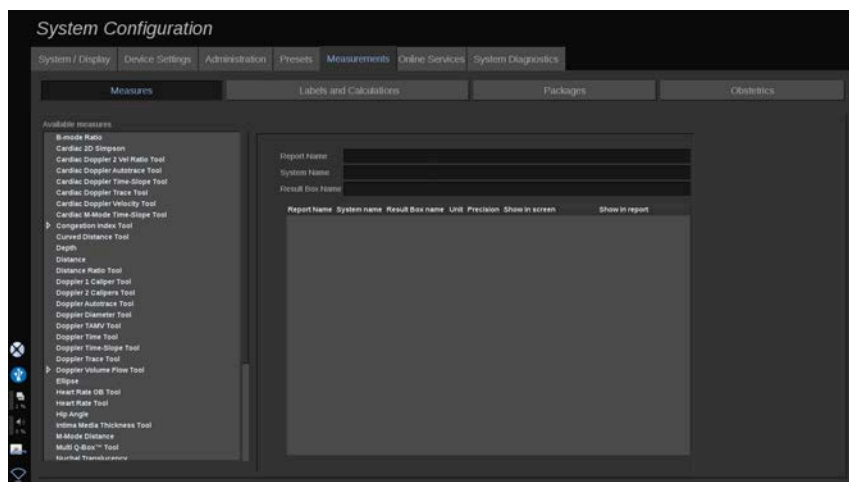 System Configuration
System / Display Device Settings Administration Presets Measurements Online Services System Diagnostics
Measures Labels and Calculations Packages Obstetrics
Available measures
B-mode Ratio
Cardiac 2D Simpson
Cardiac Doppler 2 Vel Ratio Tool
Cardiac Doppler Autotrace Tool
Cardiac Doppler Time-Slope Tool
Cardiac Doppler Trace Tool
Cardiac Doppler Velocity Tool
Cardiac M-Mode Time-Slope Tool
Congestion Index Tool
Curved Distance Tool
Depth
Distance
Distance Ratio Tool
Doppler 1 Caliper Tool
Doppler 2 Calipers Tool
Doppler Autotrace Tool
Doppler Diameter Tool
Doppler TAMV Tool
Doppler Time Tool
Doppler Time-Slope Tool
Doppler Trace Tool
Doppler Volume Flow Tool
Ellipse
Heart Rate OB Tool
Heart Rate Tool
Hip Angle
Intima Media Thickness Tool
M-Mode Distance
Multi Q-Box™ Tool
Nuchal Translucency
Report Name
System Name
Result Box Name
Report Name System name Result Box name Unit Precision Show in screen Show in report